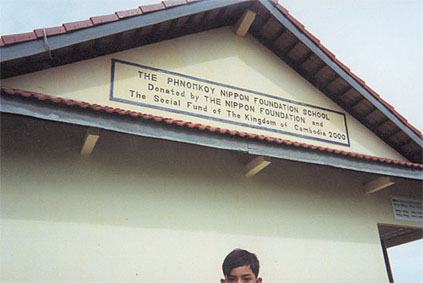 THE PHNOTIKOY NIPPON FOUNDATION SCHOOL
Donated by THE NIPPON FOUNDATION and
The Social Fund of The Kingdom of Cambodia 2000